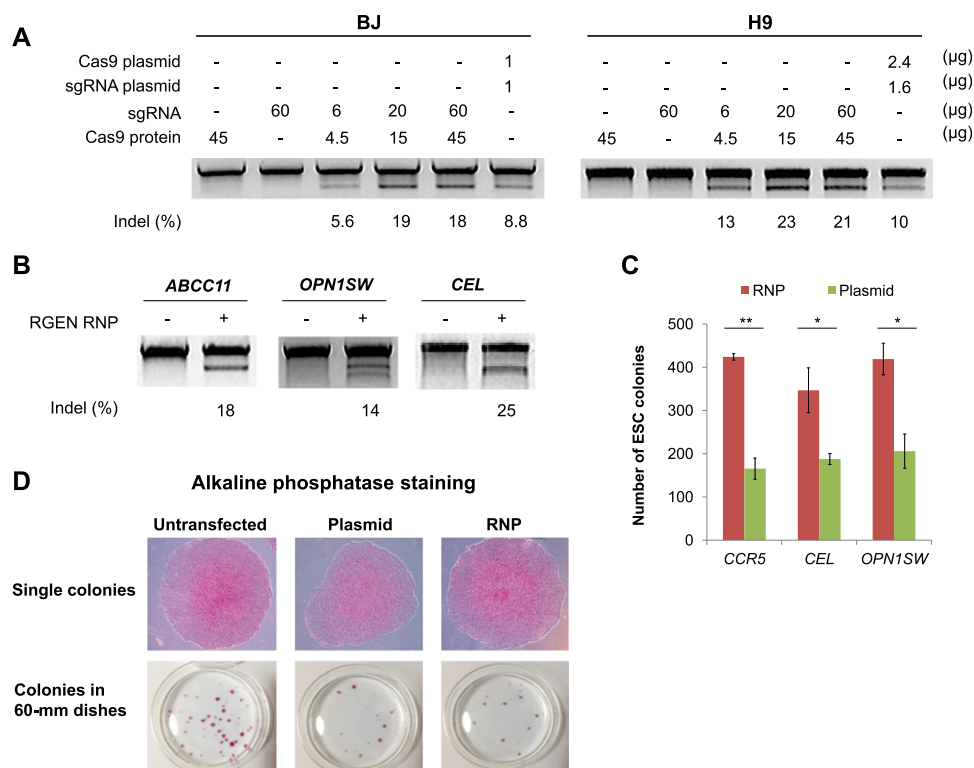 A
BJ
H9
Cas9 plasmid - - - - - 1 - - - - - 2.4 (µg)
sgRNA plasmid - - - - - 1 - - - - - 1.6 (µg)
sgRNA - 60 6 20 60 - - 60 6 20 60 - (µg)
Cas9 protein 45 - 4.5 15 45 - 45 - 4.5 15 45 - (µg)
Indel (%) 5.6 19 18 8.8 13 23 21 10
B
ABCC11 OPN1SW CEL
RGEN RNP - + - + - +
Indel (%) 18 14 25
C
RNP Plasmid
** * *
Number of ESC colonies
500
400
300
200
100
0
CCR5 CEL OPN1SW
D
Alkaline phosphatase staining
Untransfected Plasmid RNP
Single colonies
Colonies in
60-mm dishes